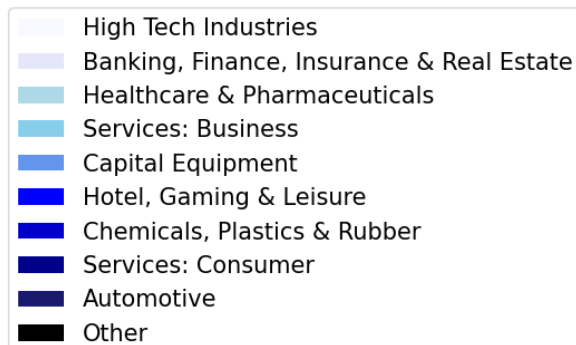 High Tech Industries
Banking, Finance, Insurance & Real Estate
Healthcare & Pharmaceuticals
Services: Business
Capital Equipment
Hotel, Gaming & Leisure
Chemicals, Plastics & Rubber
Services: Consumer
Automotive
Other